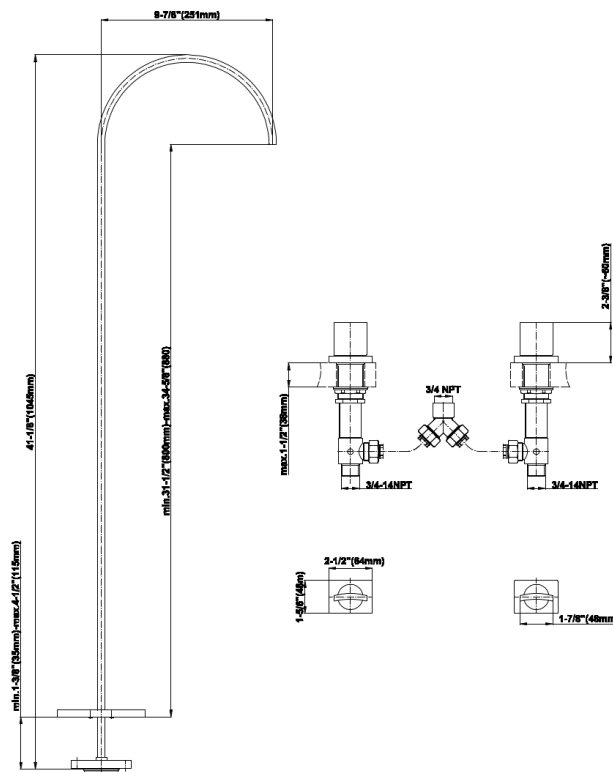 9-7/8"(251mm)
41-1/8"(1045mm)
min.31-1/2"(800mm)-max.34-5/8"(880)
min.1-3/8"(35mm)-max.4-1/2"(115mm)
2-3/8"(~60mm)
max.1-1/2"(38mm)
3/4 NPT
3/4-14NPT
3/4-14NPT
2-1/2"(64mm)
1-7/8"(48mm